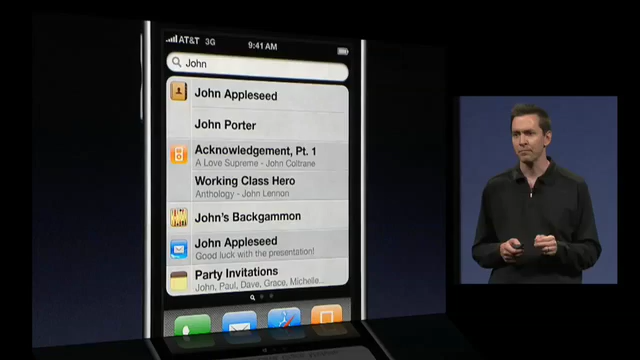 AT&T 3G 9:41 AM
John
John Appleseed
John Porter
Acknowledgement, Pt. 1
A Love Supreme - John Coltrane
Working Class Hero
Anthology - John Lennon
John's Backgammon
John Appleseed
Good luck with the presentation!
Party Invitations
John, Paul, Dave, Grace, Michelle...